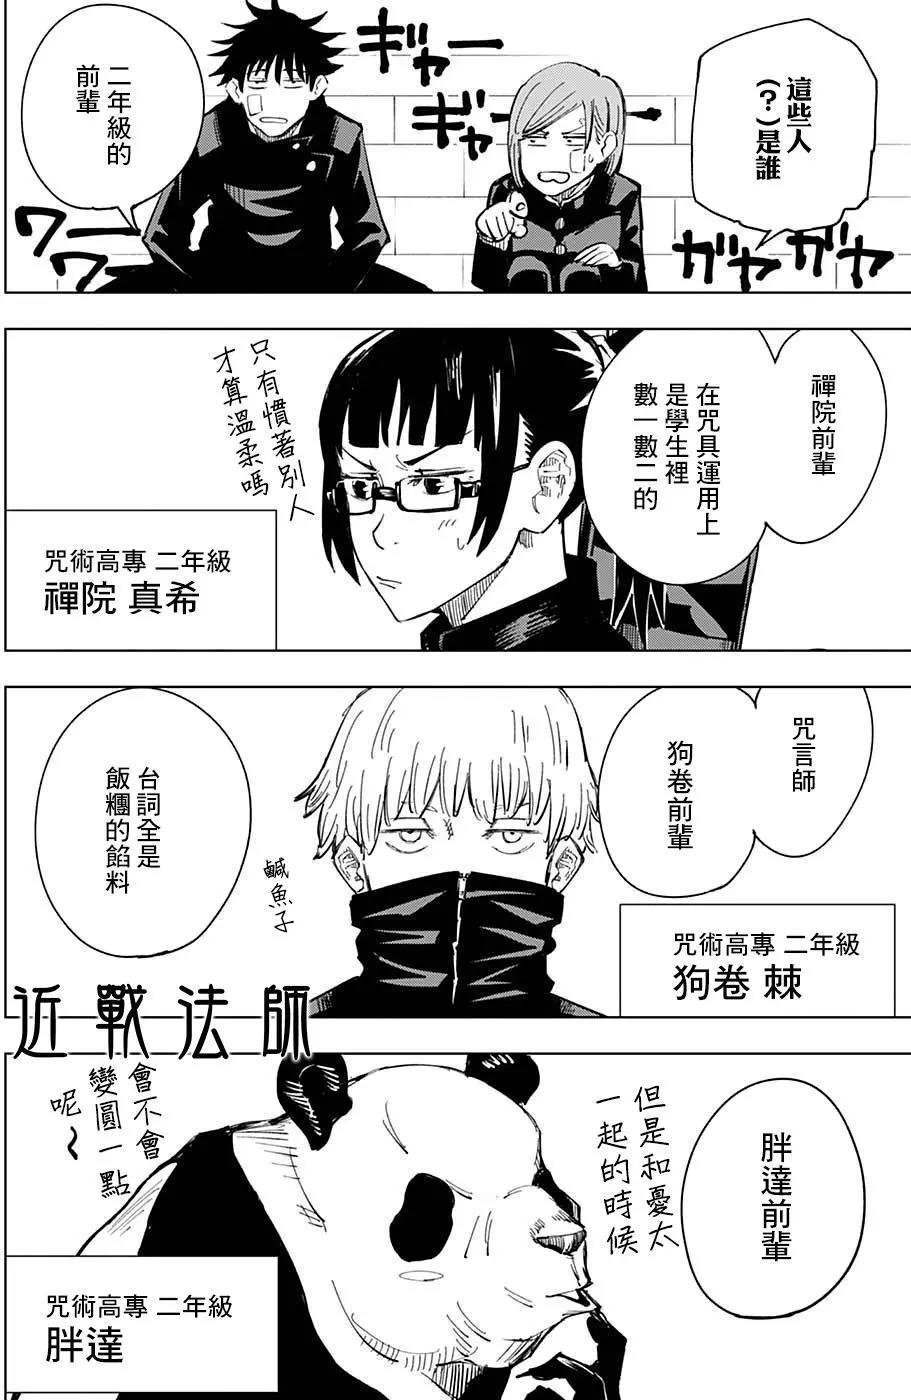 這些人
(?)是誰
ギャー
ギャー
二年級的
前輩
ガヤガヤ
ワーワー
禪院前輩
在咒具運用上
是學生裡
數一數二的
只有慣著別人
才算溫柔嗎
咒術高專 二年級
禪院 真希
咒言師
狗卷前輩
咒術高專 二年級
狗卷 棘
鹹魚子
台詞全是
飯糰的餡料
近戰法師
胖達前輩
但是和憂太
一起的時候
會不會
變圓一點
呢~
咒術高專 二年級
胖達